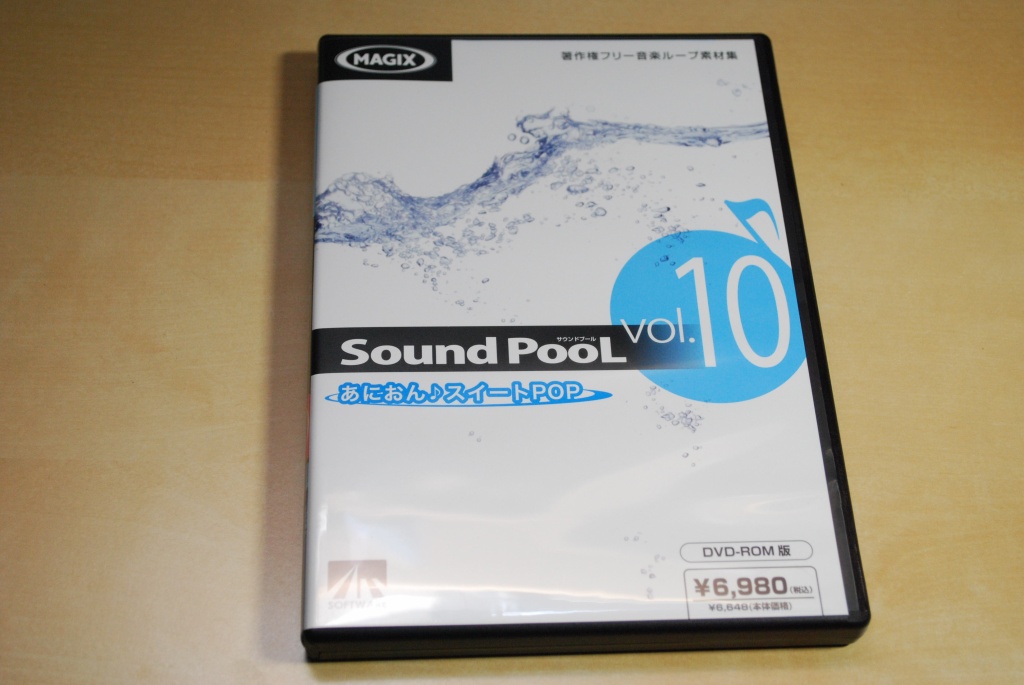 MAGIX
著作権フリー音楽ループ素材集
vol.10
サウンドプール
Sound PooL
あにおん♪スイートPOP
DVD-ROM 版
¥6,980(税込)
¥6,648(本体価格)
SOFTWARE